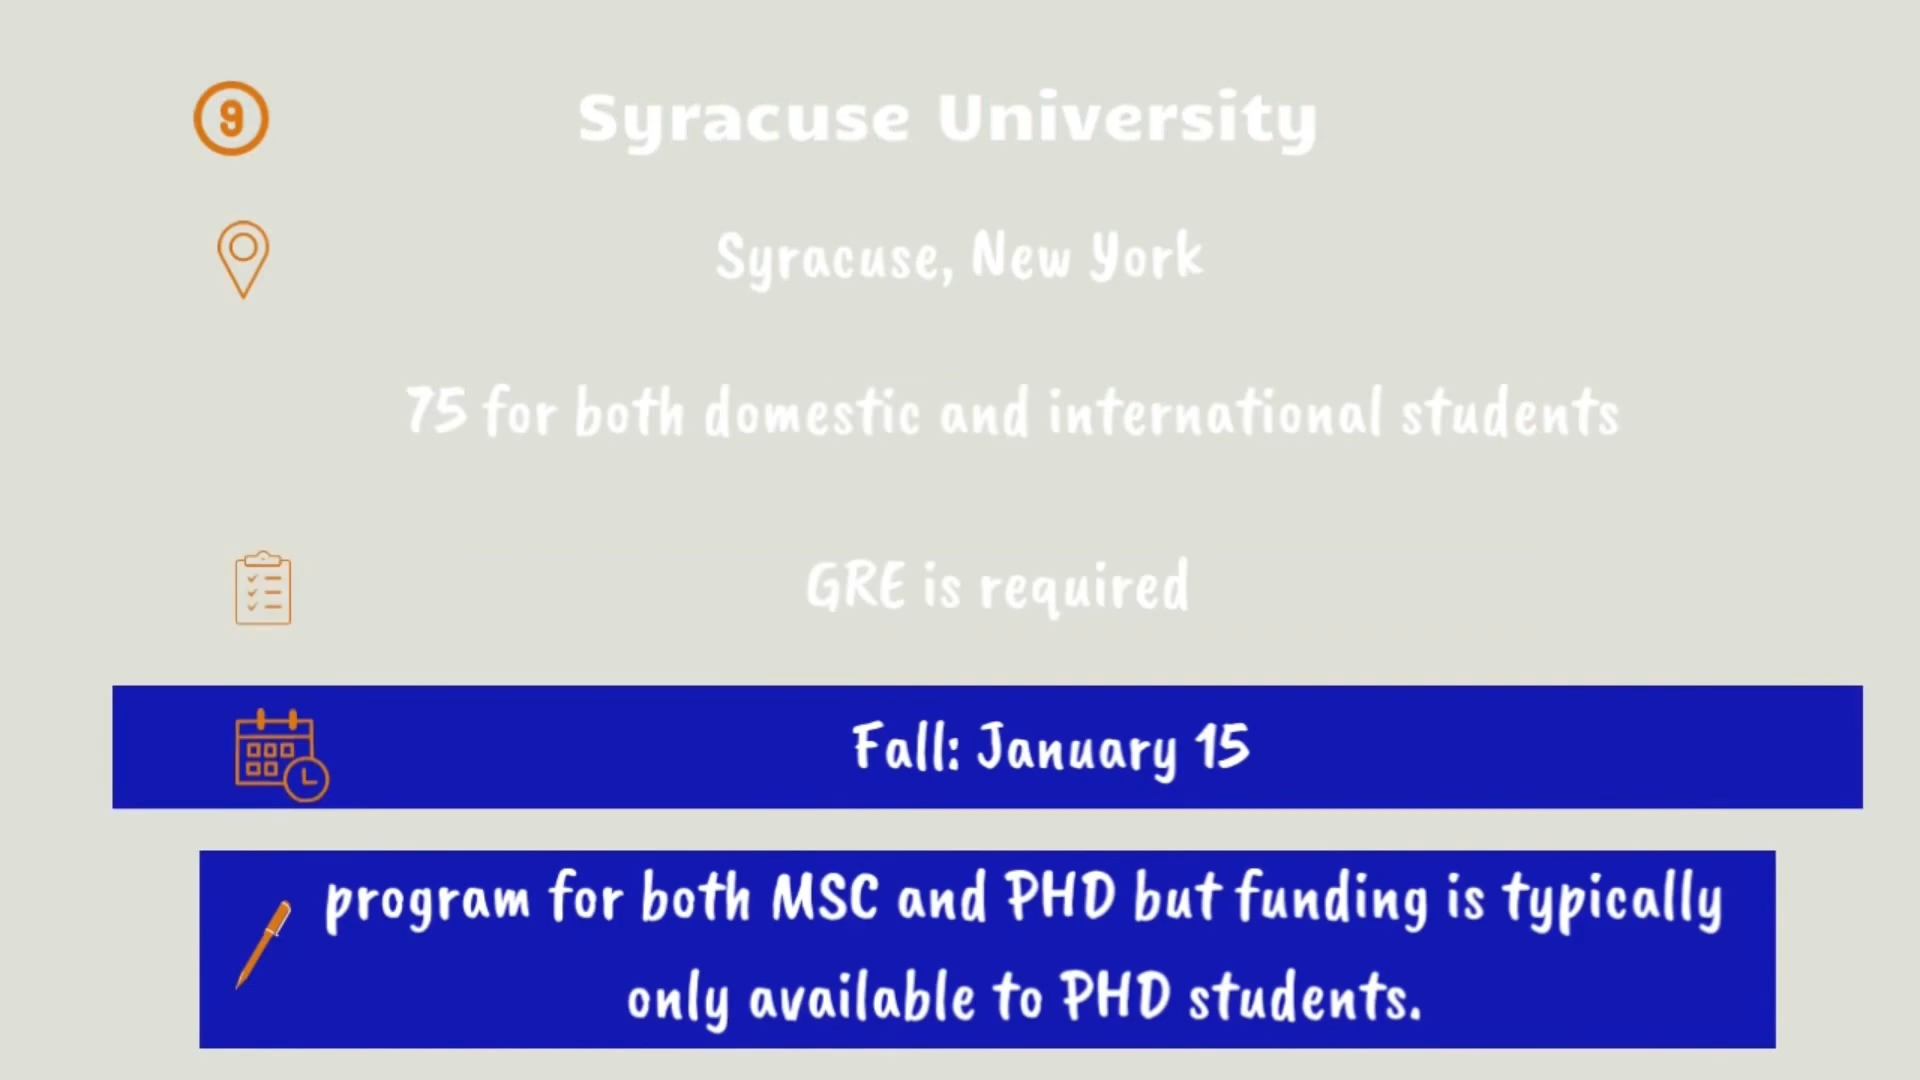 9
Syracuse University
Syracuse, New York
75 for both domestic and international students
GRE is required
Fall: January 15
program for both MSC and PHD but funding is typically
only available to PHD students.